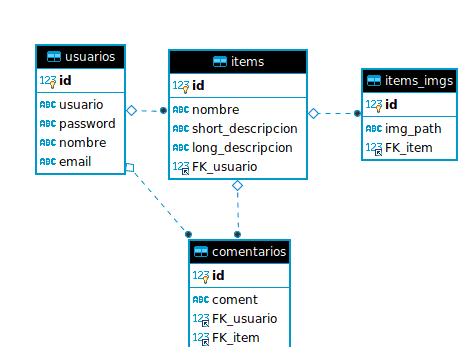 usuarios
123 id
ABC usuario
ABC password
ABC nombre
ABC email
items
123 id
ABC nombre
ABC short_descripcion
ABC long_descripcion
123 FK_usuario
items_imgs
123 id
ABC img_path
123 FK_item
comentarios
123 id
ABC coment
123 FK_usuario
123 FK_item